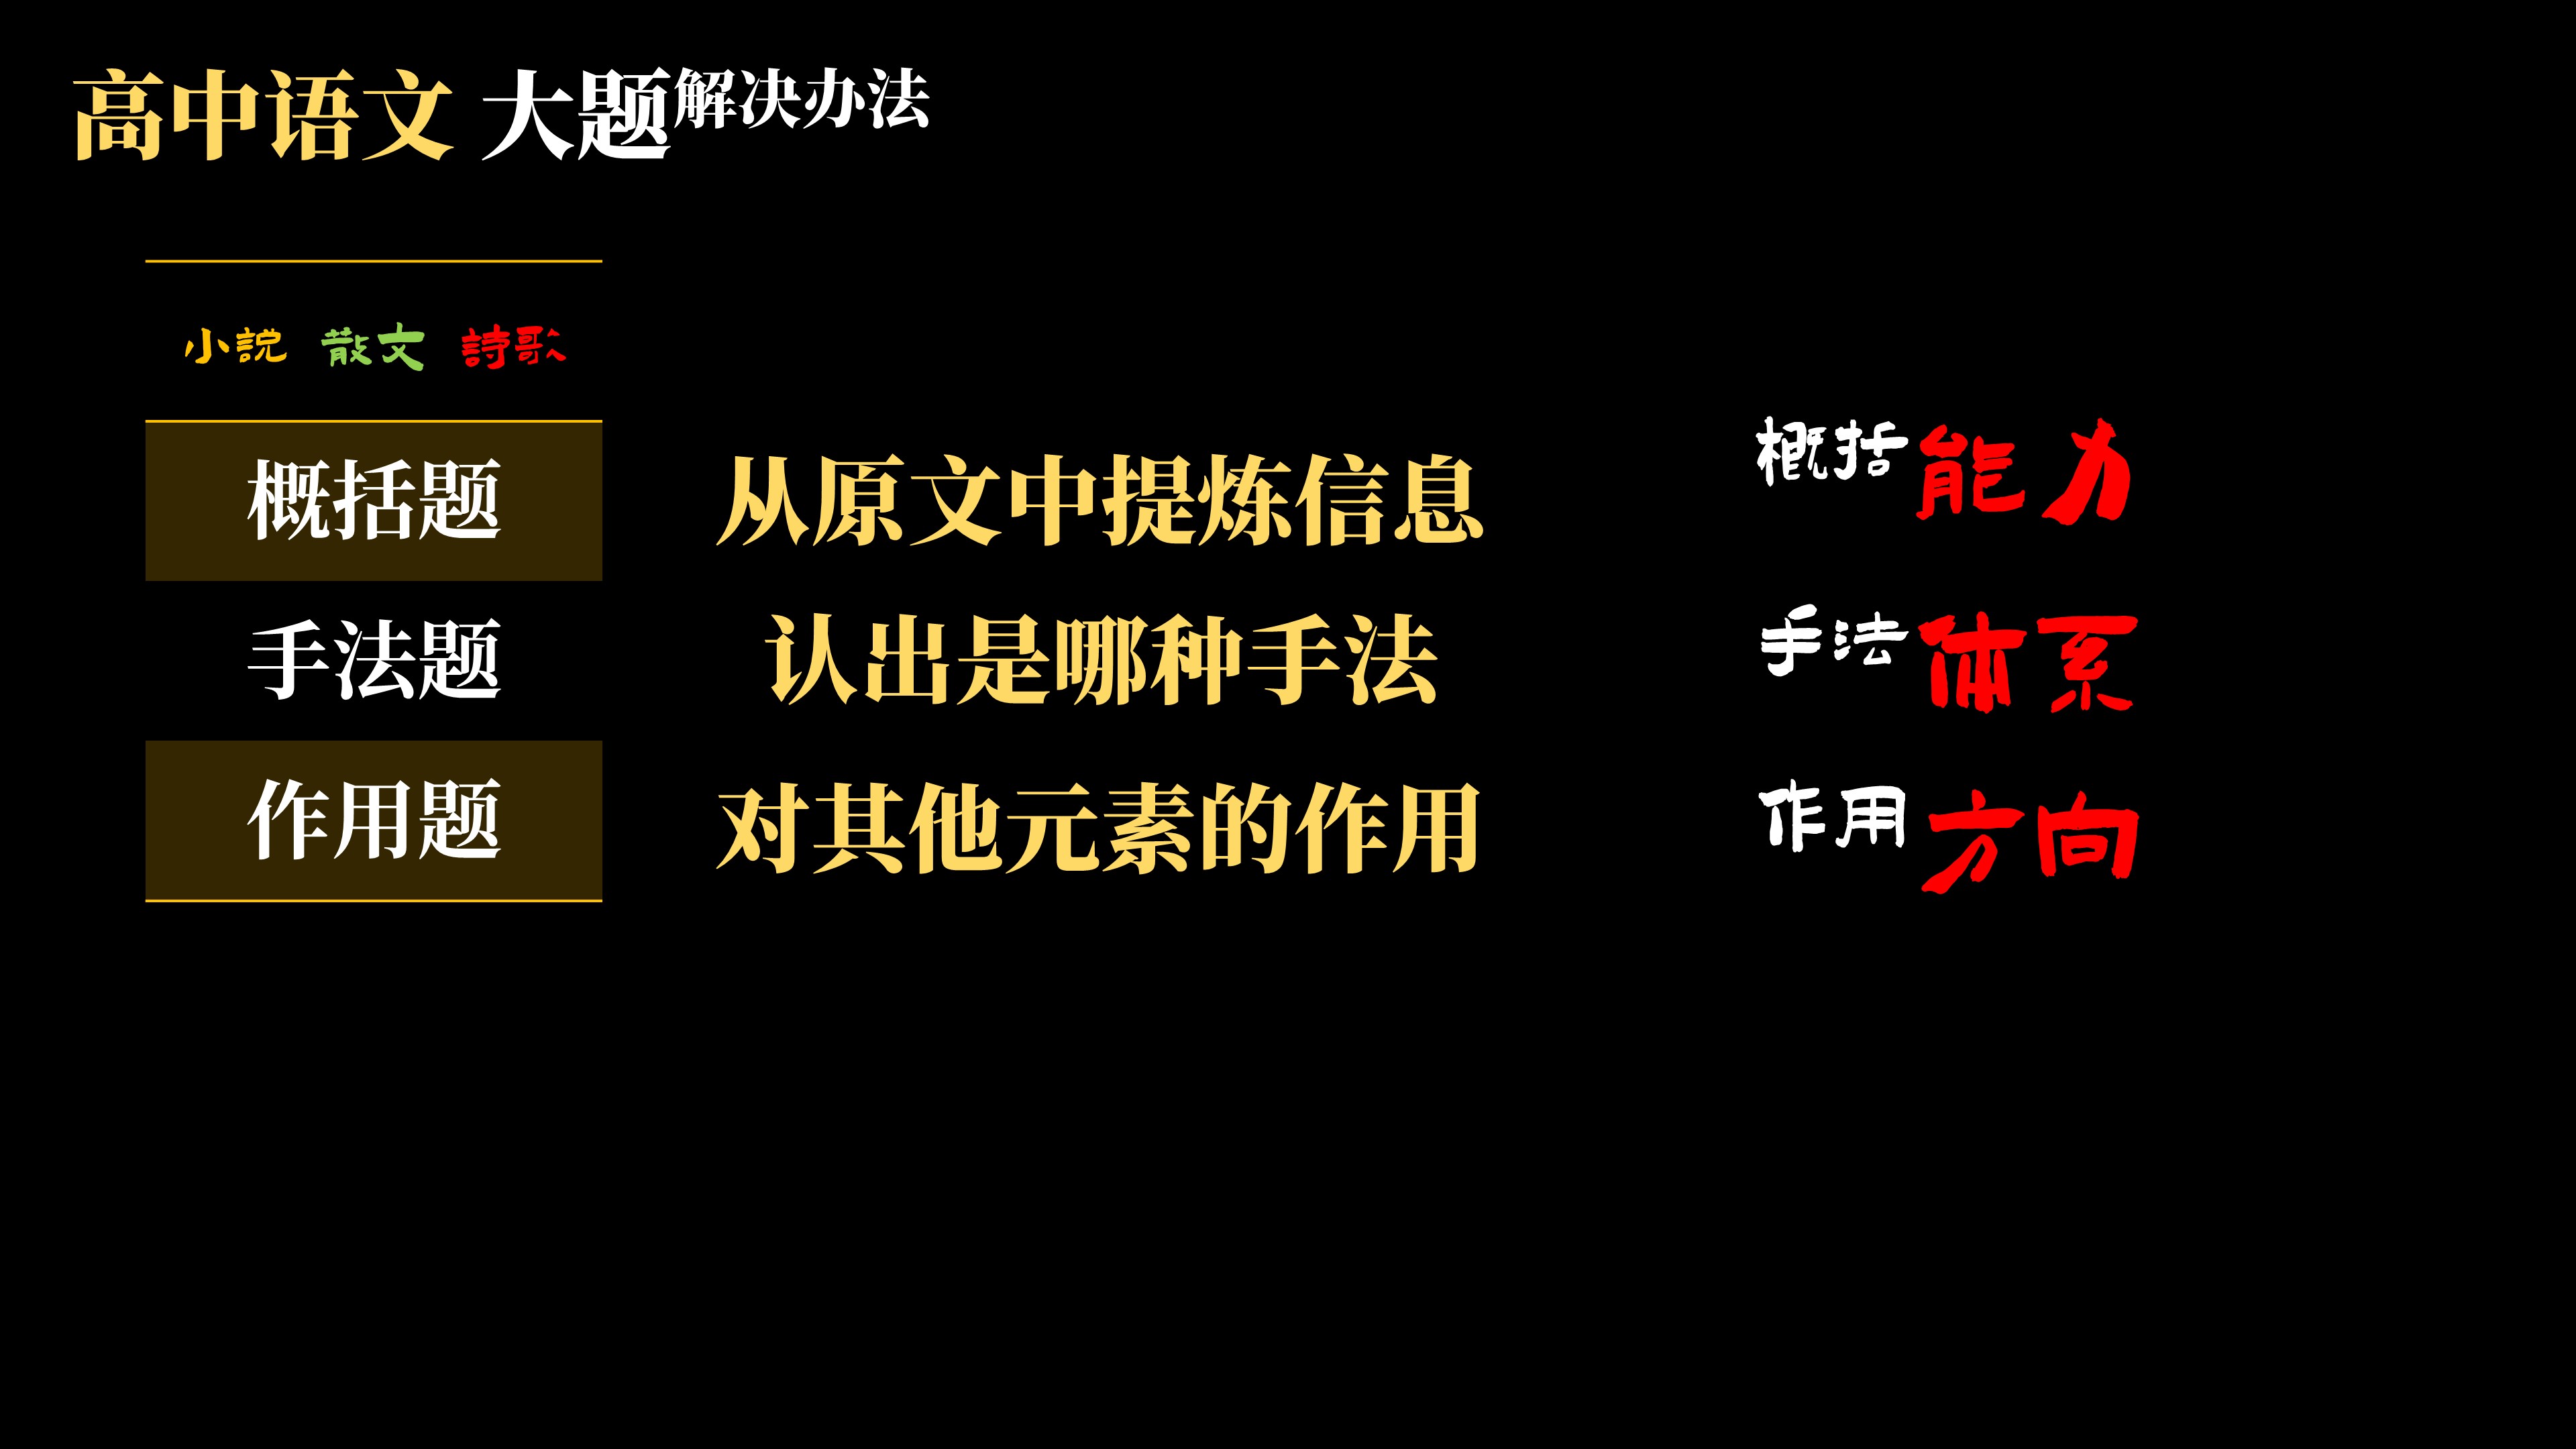 高中语文 大题解决办法
小説 散文 詩歌
概括题 从原文中提炼信息 概括能力
手法题 认出是哪种手法 手法体系
作用题 对其他元素的作用 作用方向